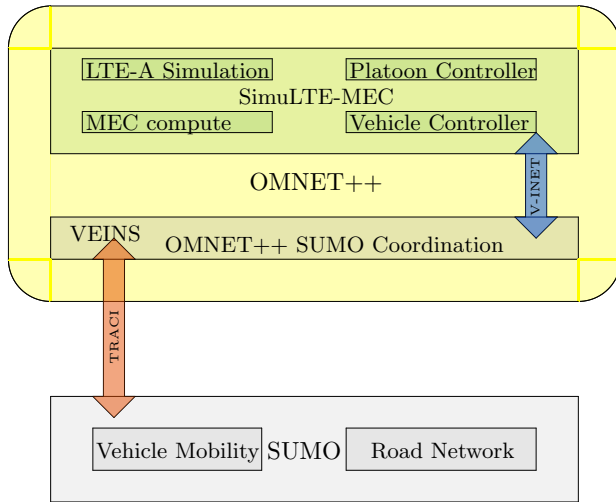 LTE-A Simulation
Platoon Controller
SimuLTE-MEC
MEC compute
Vehicle Controller
OMNET++
V-INET
VEINS
OMNET++ SUMO Coordination
TRACI
Vehicle Mobility
SUMO
Road Network